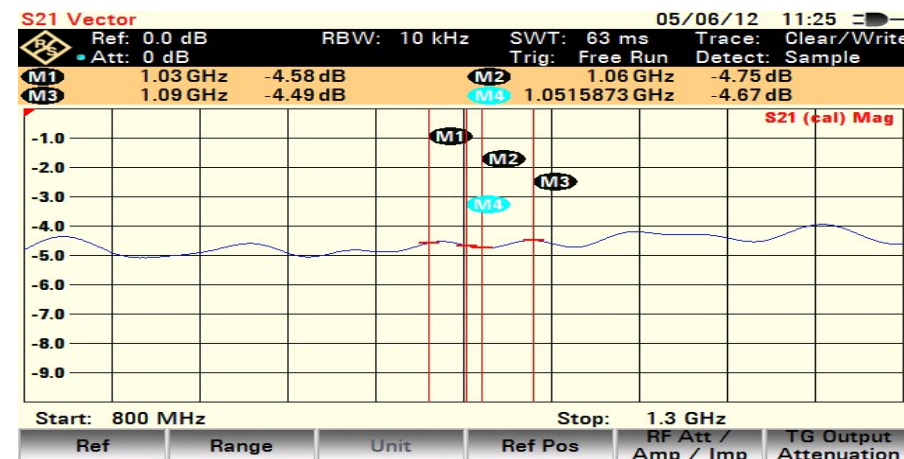 S21 Vector 05/06/12 11:25
R&S Ref: 0.0 dB RBW: 10 kHz SWT: 63 ms Trace: Clear/Write
Att: 0 dB Trig: Free Run Detect: Sample
M1 1.03 GHz -4.58 dB M2 1.06 GHz -4.75 dB
M3 1.09 GHz -4.49 dB M4 1.0515873 GHz -4.67 dB
S21 (cal) Mag
-1.0
M1
M2
-2.0
M3
-3.0
M4
-4.0
-5.0
-6.0
-7.0
-8.0
-9.0
Start: 800 MHz Stop: 1.3 GHz
Ref Range Unit Ref Pos RF Att / Amp / Imp TG Output Attenuation